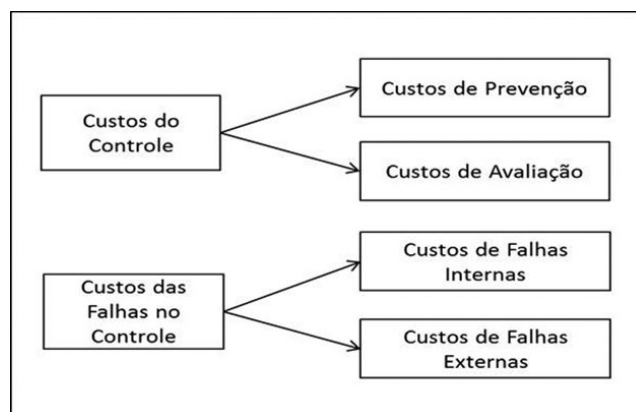 Custos do
Controle
Custos de Prevenção
Custos de Avaliação
Custos das
Falhas no
Controle
Custos de Falhas
Internas
Custos de Falhas
Externas